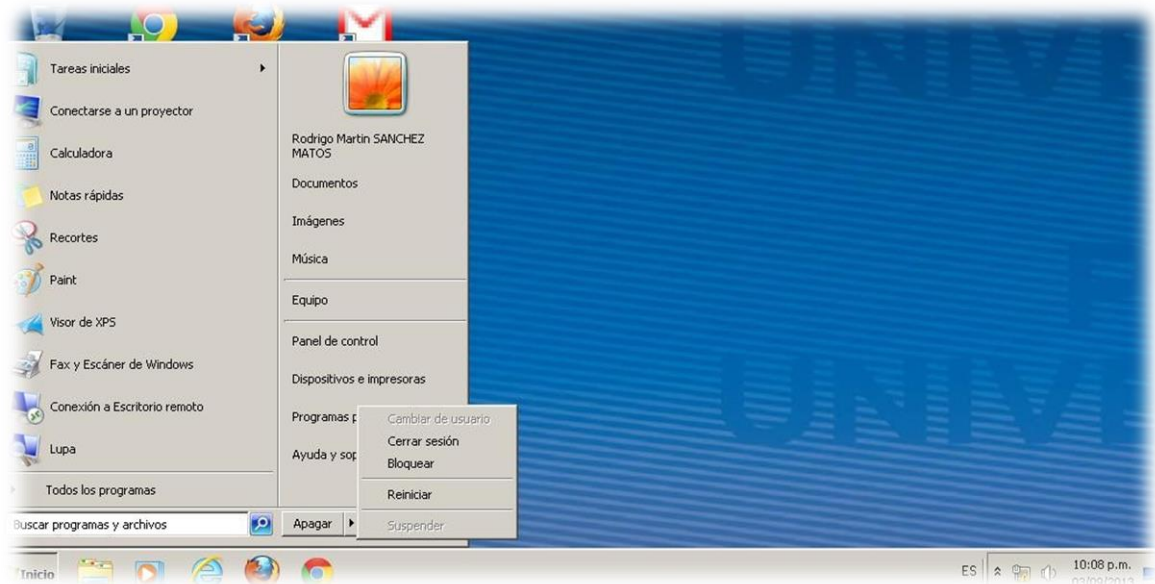 Tareas iniciales
Conectarse a un proyector
Calculadora
Notas rápidas
Recortes
Paint
Visor de XPS
Fax y Escáner de Windows
Conexión a Escritorio remoto
Lupa
Todos los programas
Buscar programas y archivos
Rodrigo Martin SANCHEZ
MATOS
Documentos
Imágenes
Música
Equipo
Panel de control
Dispositivos e impresoras
Programas p
Ayuda y sop
Apagar
Cambiar de usuario
Cerrar sesión
Bloquear
Reiniciar
Suspender
UNIVE
F
UNIVE
Inicio
ES
10:08 p.m.